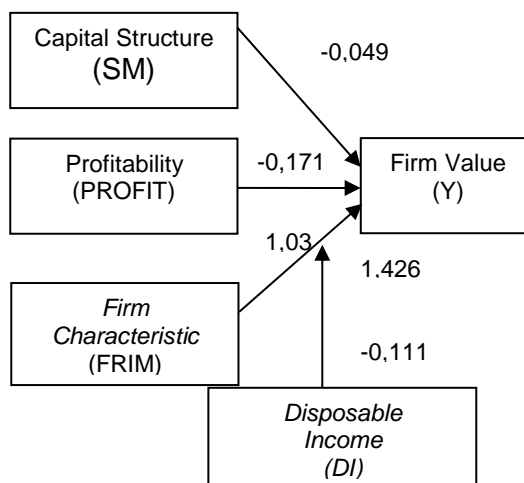 Capital Structure
(SM)
-0,049
Profitability
(PROFIT)
-0,171
Firm Value
(Y)
1,03
1,426
Firm
Characteristic
(FRIM)
-0,111
Disposable
Income
(DI)